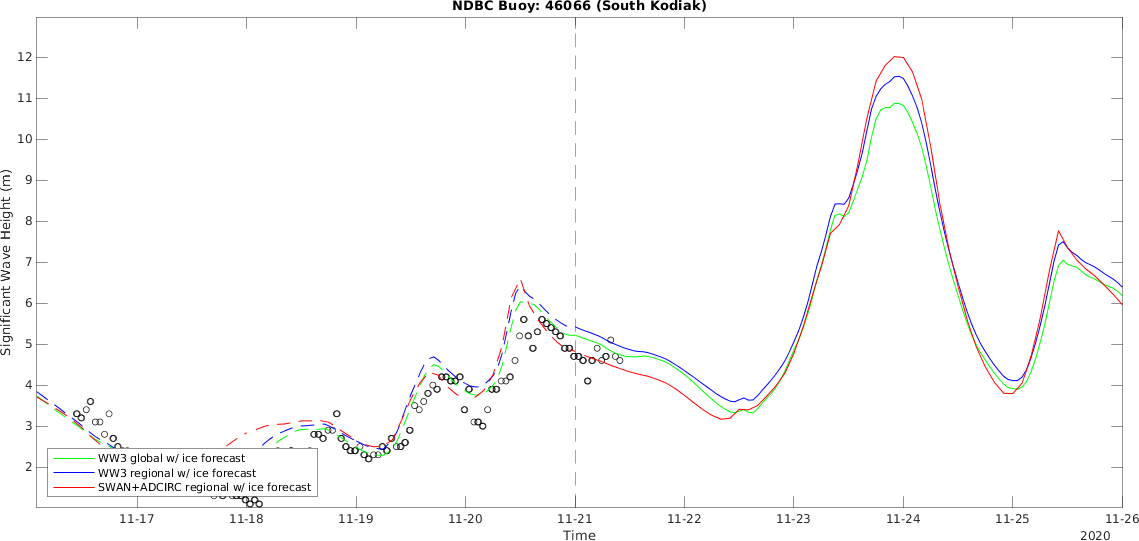 NDBC Buoy: 46066 (South Kodiak)
12
11
10
9
8
7
6
5
4
3
2
Significant Wave Height (m)
WW3 global w/ ice forecast
WW3 regional w/ ice forecast
SWAN+ADCIRC regional w/ ice forecast
11-17 11-18 11-19 11-20 11-21 11-22 11-23 11-24 11-25 11-26
Time
2020